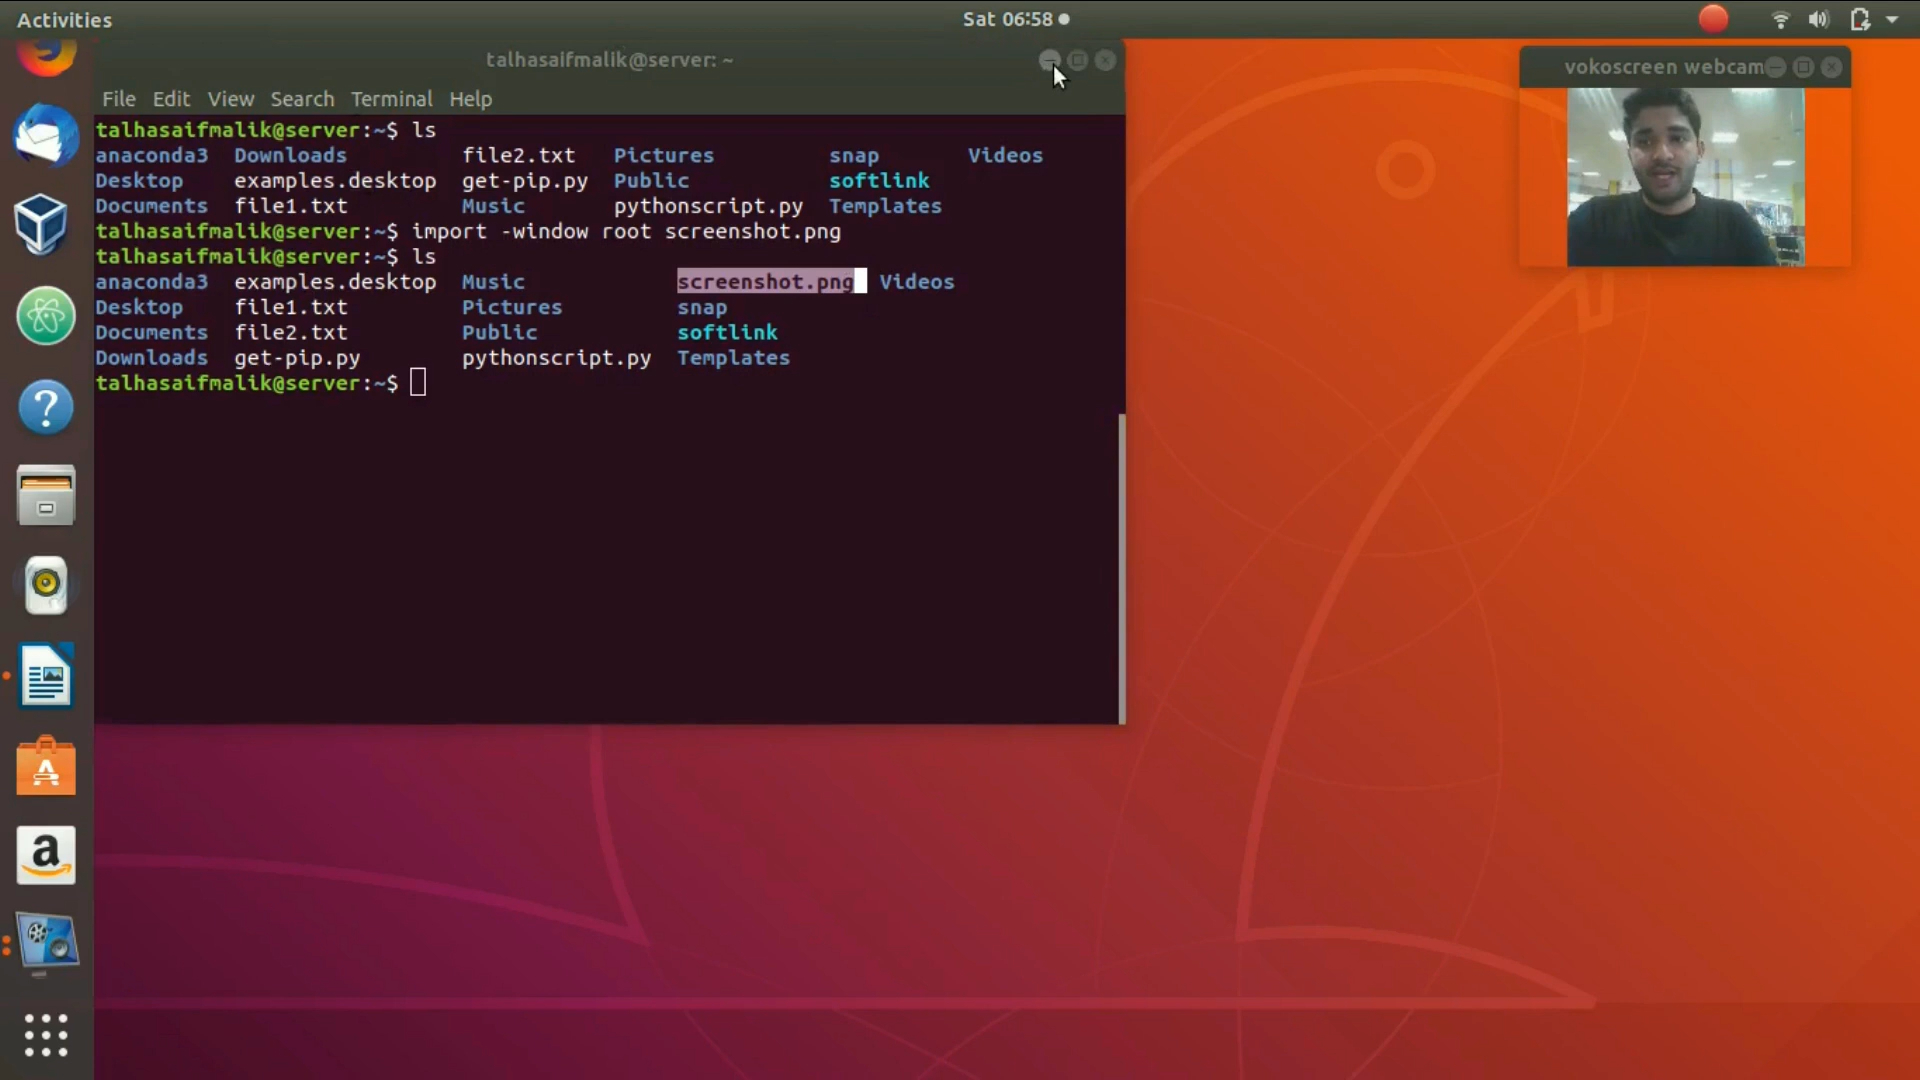 Activities
Sat 06:58
talhasaifmalik@server: ~
vokoscreen webcam
File Edit View Search Terminal Help
talhasaifmalik@server:~$ ls
anaconda3 Downloads file2.txt Pictures snap Videos
Desktop examples.desktop get-pip.py Public softlink
Documents file1.txt Music pythonscript.py Templates
talhasaifmalik@server:~$ import -window root screenshot.png
talhasaifmalik@server:~$ ls
anaconda3 examples.desktop Music screenshot.png Videos
Desktop file1.txt Pictures snap
Documents file2.txt Public softlink
Downloads get-pip.py pythonscript.py Templates
talhasaifmalik@server:~$